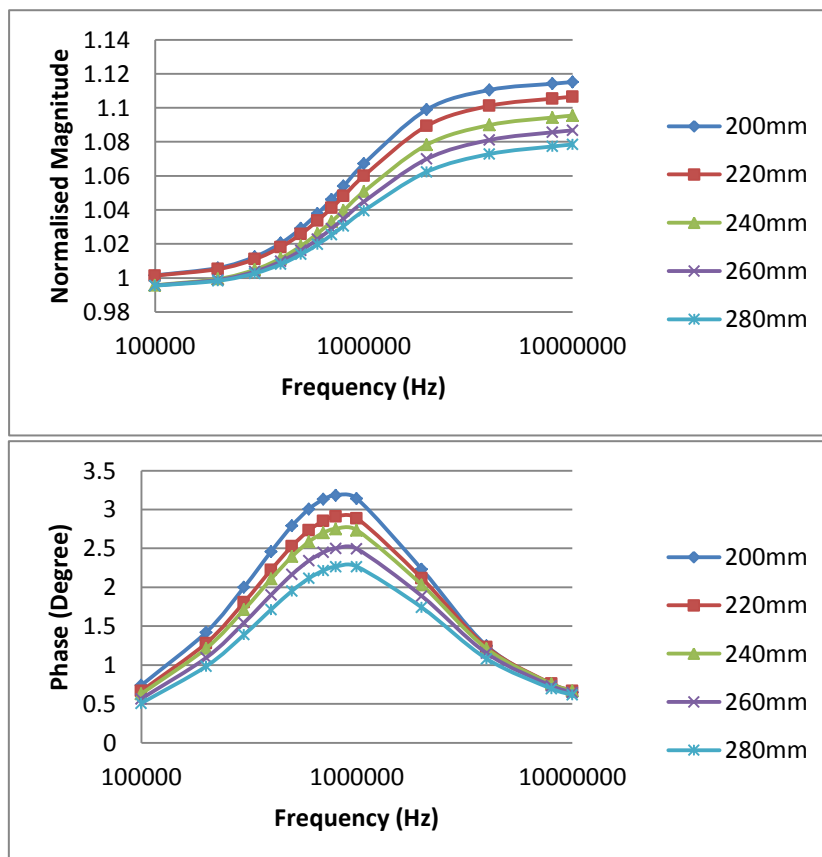 1.14
1.12
1.10
1.08
1.06
1.04
1.02
1
0.98
Normalised Magnitude
100000 1000000 10000000
Frequency (Hz)
200mm
220mm
240mm
260mm
280mm
3.5
3
2.5
2
1.5
1
0.5
0
Phase (Degree)
100000 1000000 10000000
Frequency (Hz)
200mm
220mm
240mm
260mm
280mm